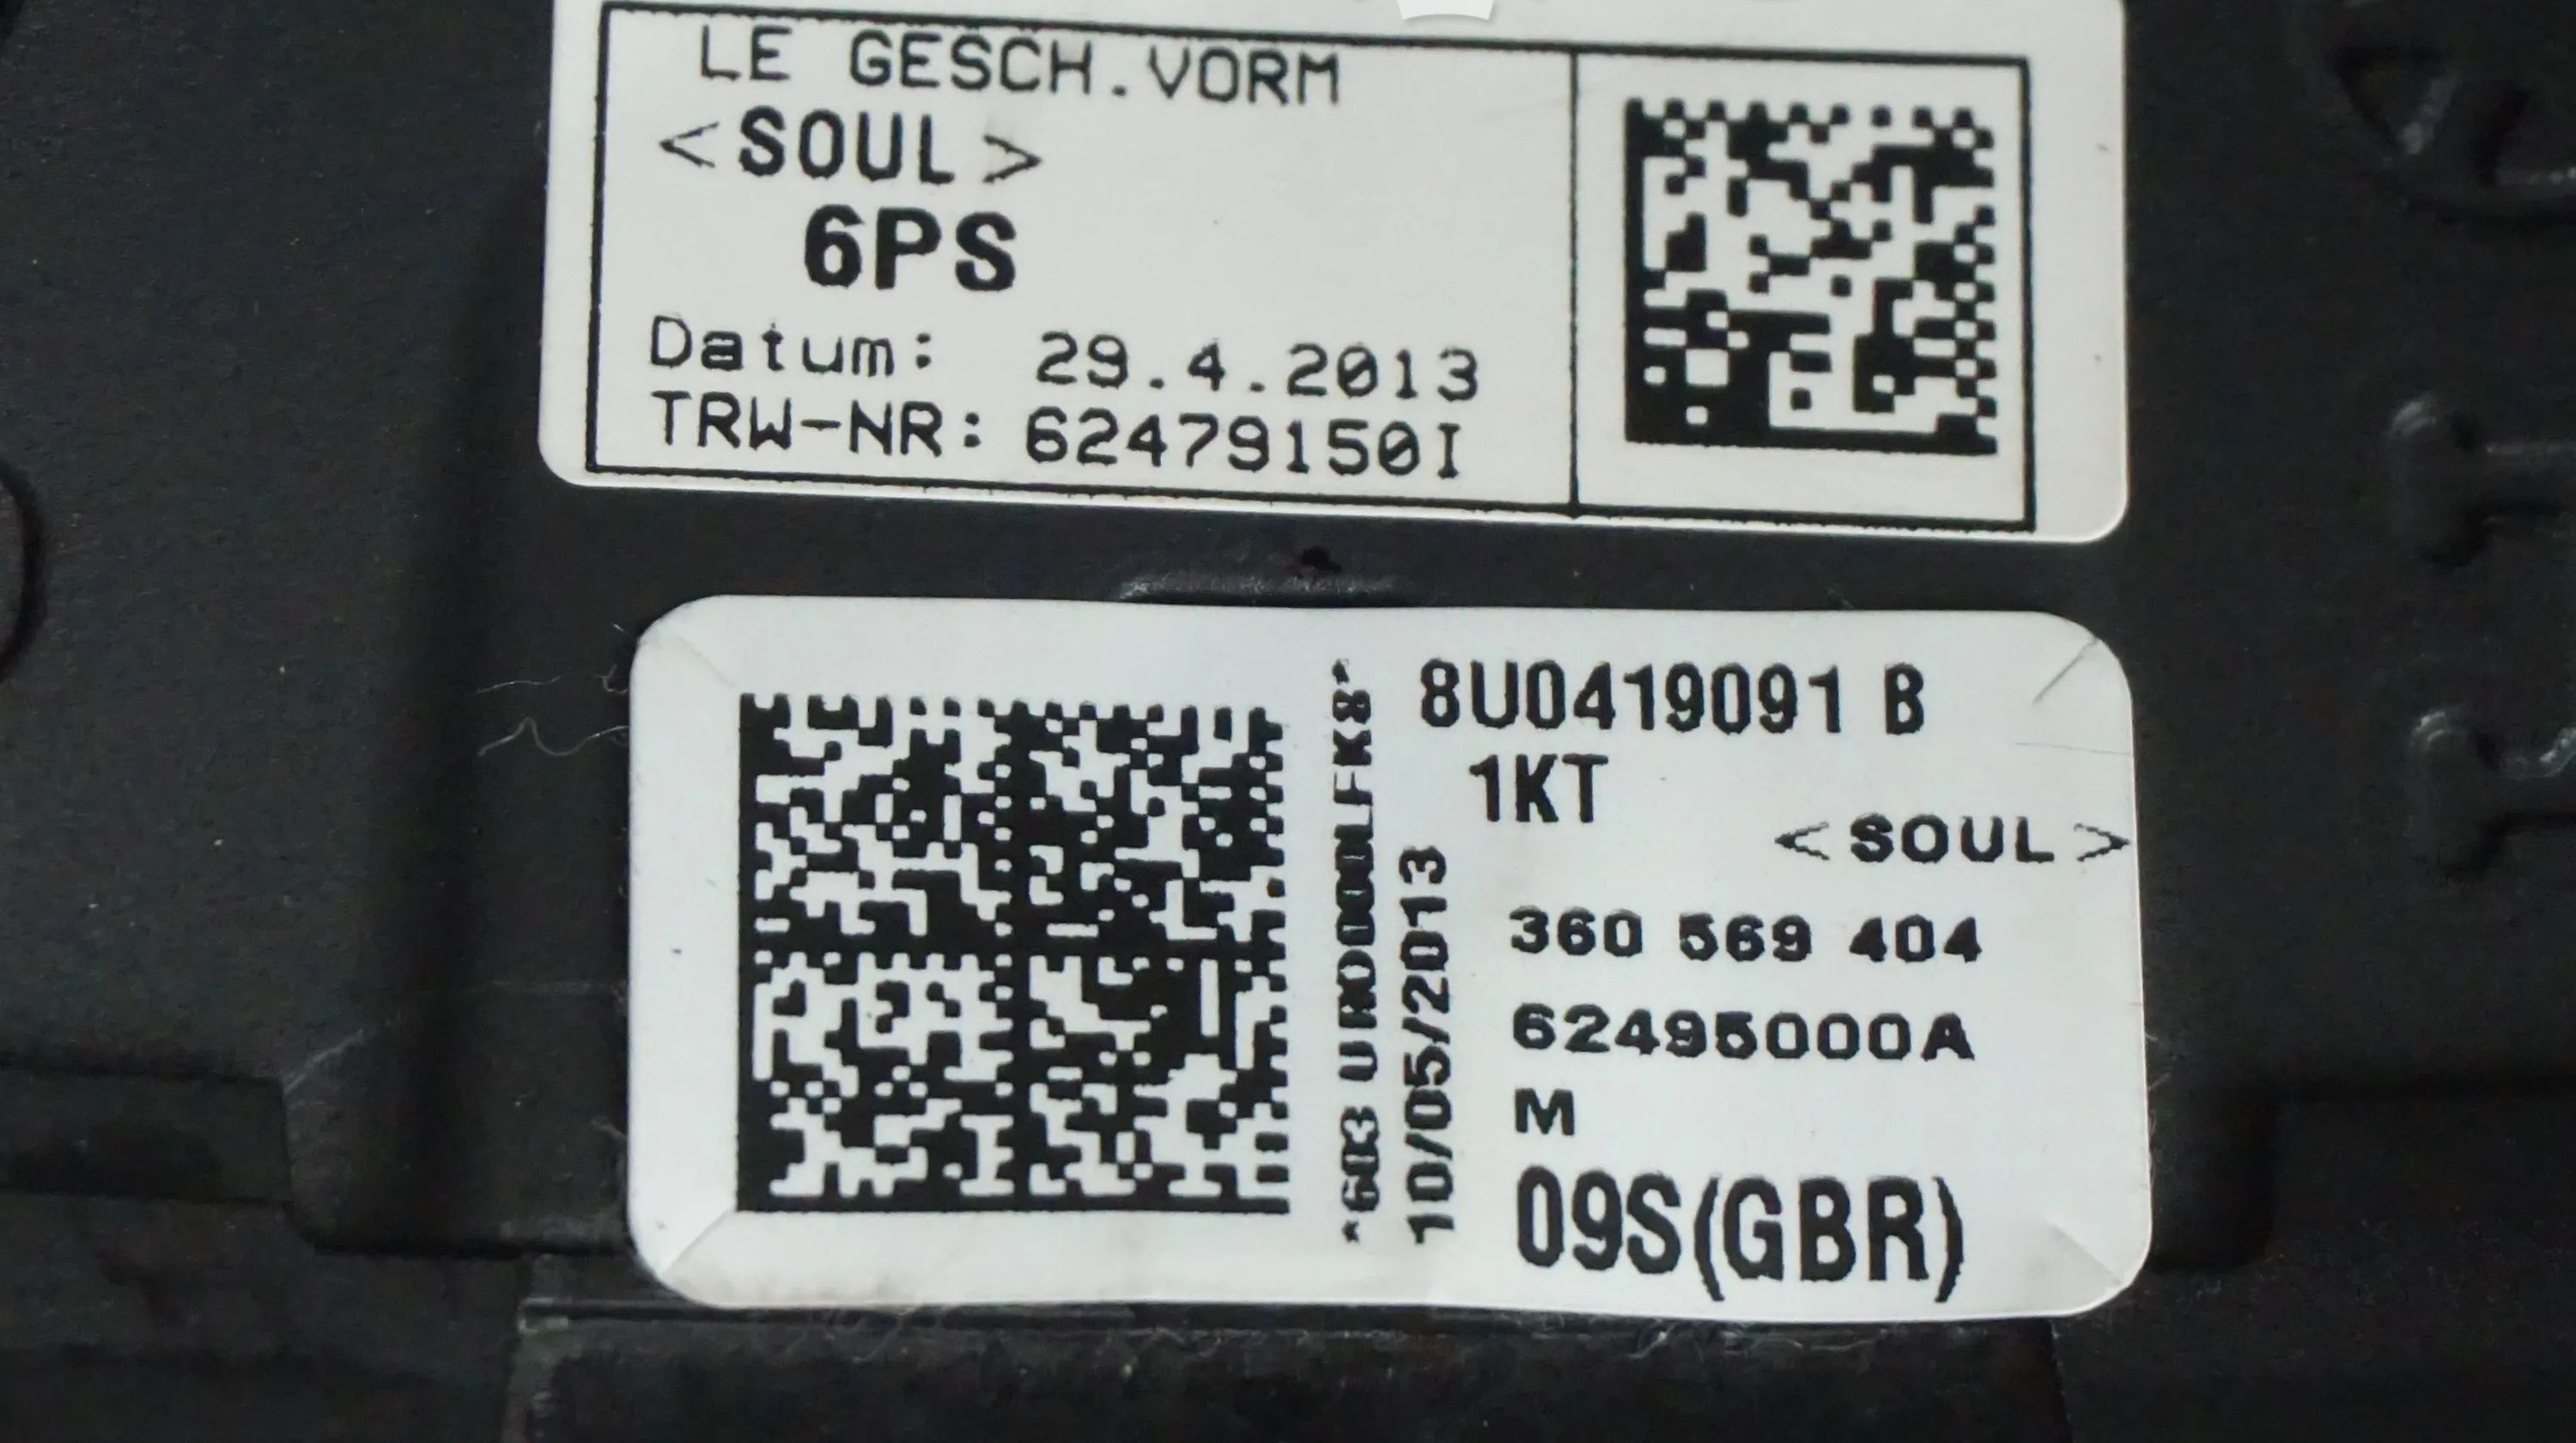 LE GESCH.VORM
<SOUL>
6PS
Datum: 29.4.2013
TRW-NR: 62479150I
8U0419091 B
1KT
<SOUL>
360 569 404
62495000A
M
09S(GBR)
10/05/2013